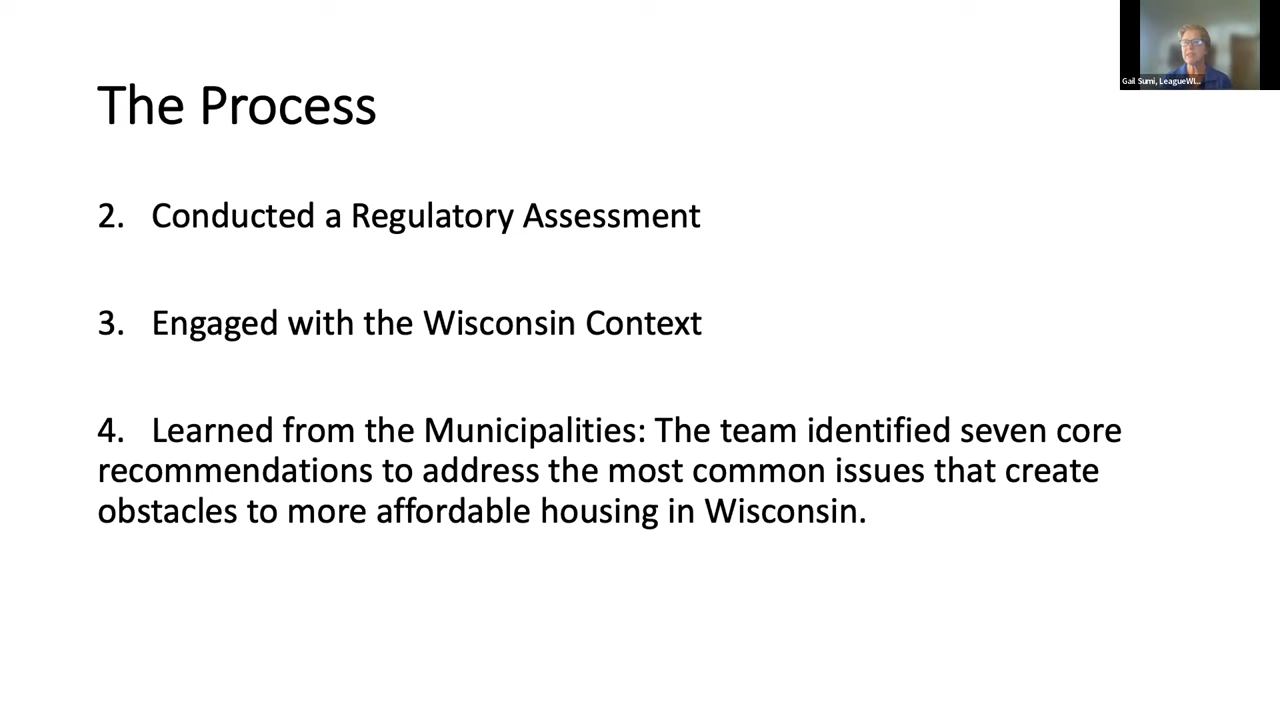 Gail Sumi, LeagueWI...
The Process
2. Conducted a Regulatory Assessment
3. Engaged with the Wisconsin Context
4. Learned from the Municipalities: The team identified seven core
recommendations to address the most common issues that create
obstacles to more affordable housing in Wisconsin.